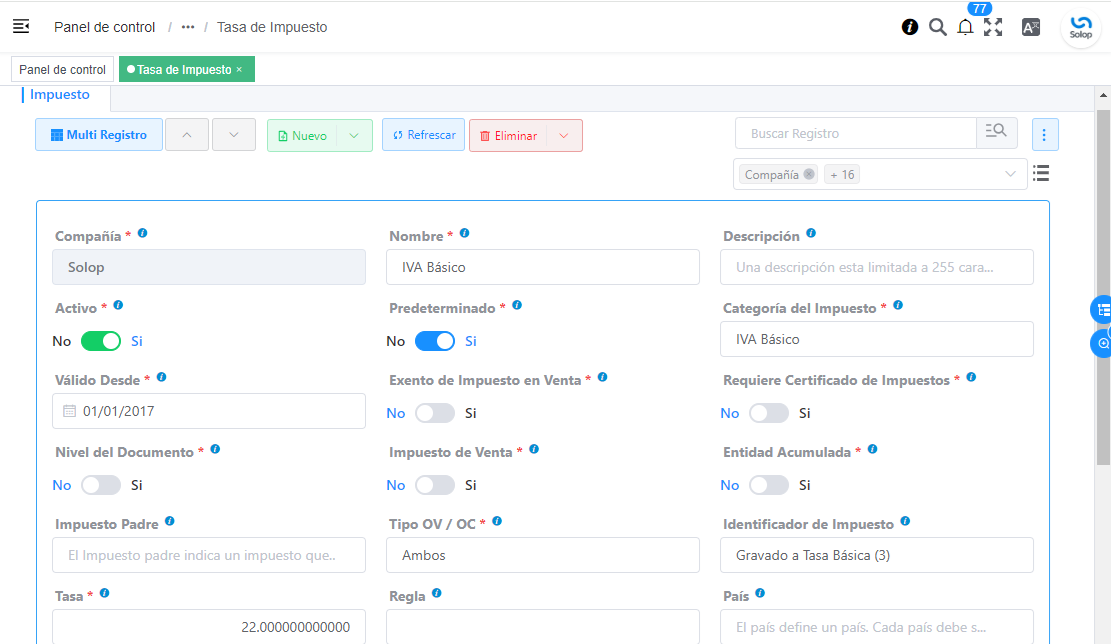 Panel de control / ••• / Tasa de Impuesto
77
Solop
Panel de control
Tasa de Impuesto ×
Impuesto
Multi Registro
Nuevo
Refrescar
Eliminar
Buscar Registro
Compañía
+ 16
Compañía *
Nombre *
Descripción
Solop
IVA Básico
Una descripción esta limitada a 255 cara...
Activo *
Predeterminado *
Categoría del Impuesto *
No Si
No Si
IVA Básico
Válido Desde *
Exento de Impuesto en Venta *
Requiere Certificado de Impuestos *
01/01/2017
No Si
No Si
Nivel del Documento *
Impuesto de Venta *
Entidad Acumulada *
No Si
No Si
No Si
Impuesto Padre
Tipo OV / OC *
Identificador de Impuesto
El Impuesto padre indica un impuesto que..
Ambos
Gravado a Tasa Básica (3)
Tasa *
Regla
País
22.000000000000
El país define un país. Cada país debe s...